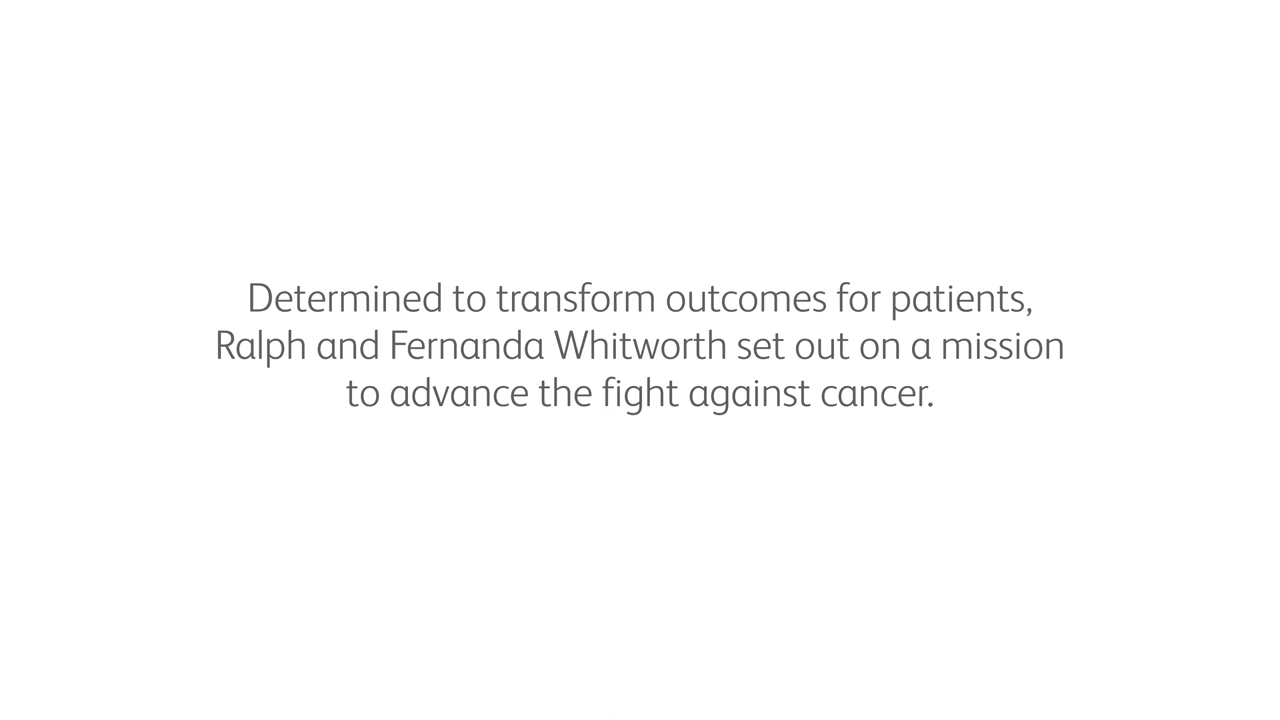 Determined to transform outcomes for patients,
Ralph and Fernanda Whitworth set out on a mission
to advance the fight against cancer.